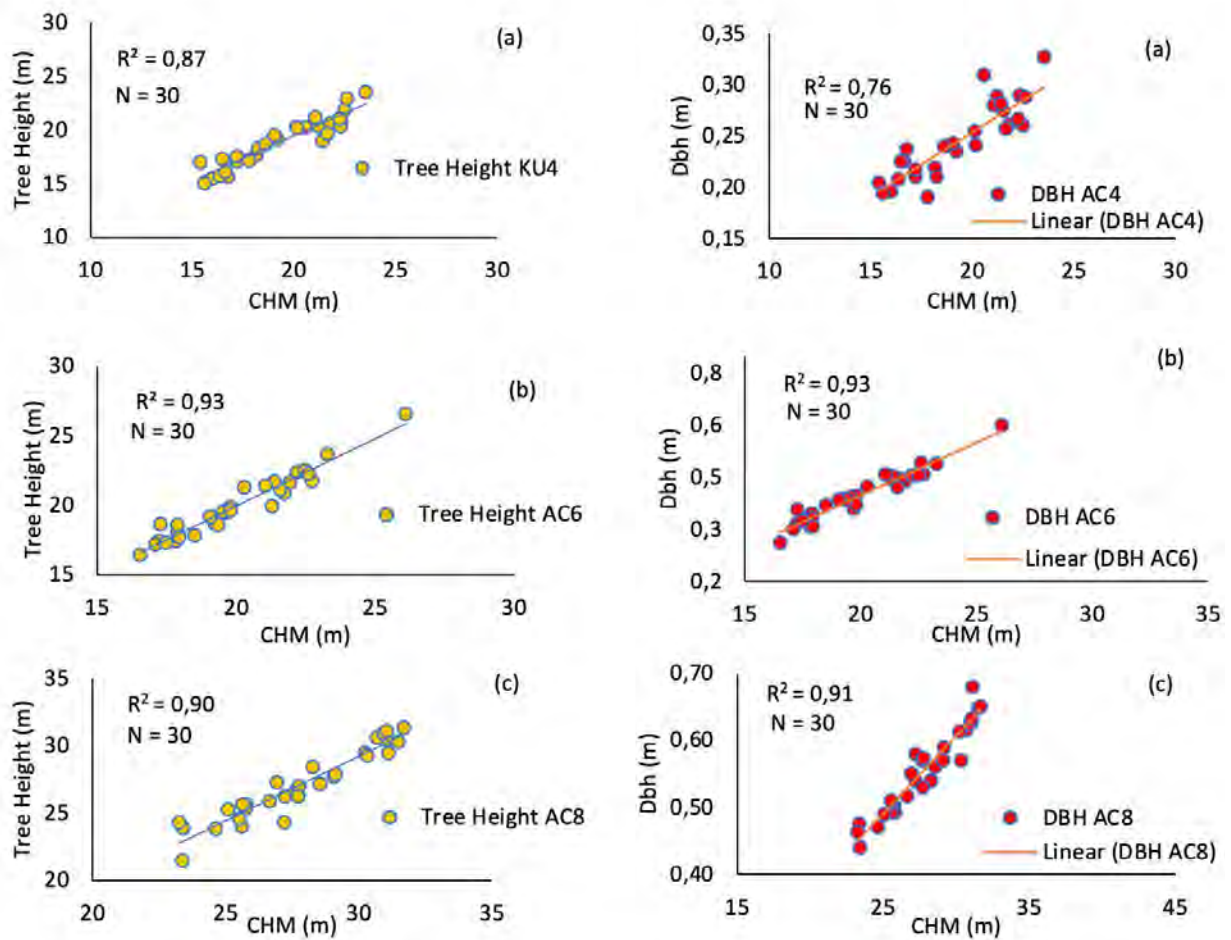 30
25
20
15
10
Tree Height (m)
R² = 0,87
N = 30
(a)
Tree Height KU4
10 15 20 25 30
CHM (m)
0,35
0,30
0,25
0,20
0,15
Dbh (m)
R² = 0,76
N = 30
(a)
DBH AC4
Linear (DBH AC4)
10 15 20 25 30
CHM (m)
30
25
20
15
Tree Height (m)
R² = 0,93
N = 30
(b)
Tree Height AC6
15 20 25 30
CHM (m)
0,8
0,6
0,5
0,3
0,2
Dbh (m)
R² = 0,93
N = 30
(b)
DBH AC6
Linear (DBH AC6)
15 20 25 30 35
CHM (m)
35
30
25
20
Tree Height (m)
R² = 0,90
N = 30
(c)
Tree Height AC8
20 25 30 35
CHM (m)
0,70
0,60
0,50
0,40
Dbh (m)
R² = 0,91
N = 30
(c)
DBH AC8
Linear (DBH AC8)
15 25 35 45
CHM (m)